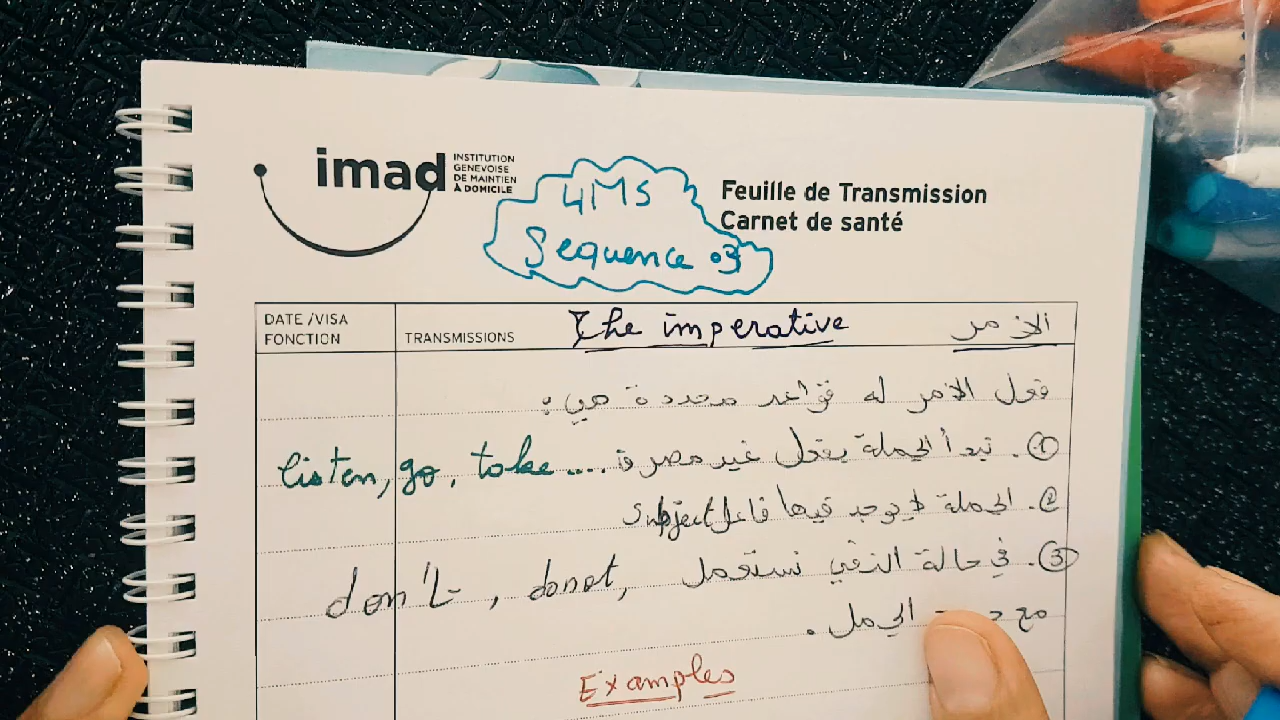 imad
INSTITUTION
GENEVOISE
DE MAINTIEN
À DOMICILE
4MS
Sequence 03
Feuille de Transmission
Carnet de santé
DATE /VISA
FONCTION
TRANSMISSIONS
The imperative
الأمر
فعل الامر له قواعد محددة هي:
①. تبدأ الجملة بفعل غير مصرف .... listen, go, take
②. الجملة لا يوجد فيها فاعل subject
③. في حالة النفي نستعمل don't, donot,
مع الجمل.
Examples